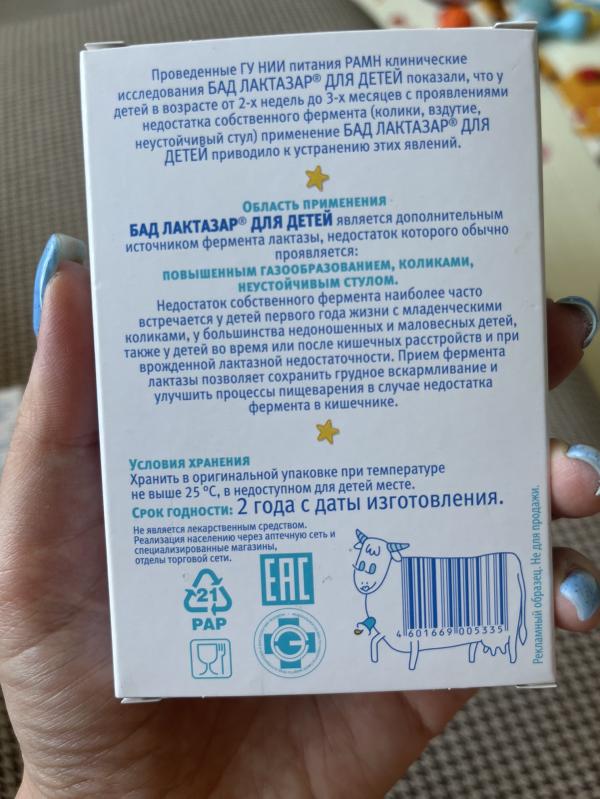 Проведенные ГУ НИИ питания РАМН клинические
исследования БАД ЛАКТАЗАР® ДЛЯ ДЕТЕЙ показали, что у
детей в возрасте от 2-х недель до 3-х месяцев с проявлениями
недостатка собственного фермента (колики, вздутие,
неустойчивый стул) применение БАД ЛАКТАЗАР® ДЛЯ
ДЕТЕЙ приводило к устранению этих явлений.
ОБЛАСТЬ ПРИМЕНЕНИЯ
БАД ЛАКТАЗАР® ДЛЯ ДЕТЕЙ является дополнительным
источником фермента лактазы, недостаток которого обычно
проявляется:
ПОВЫШЕННЫМ ГАЗООБРАЗОВАНИЕМ, КОЛИКАМИ,
НЕУСТОЙЧИВЫМ СТУЛОМ.
Недостаток собственного фермента наиболее часто
встречается у детей первого года жизни с младенческими
коликами, у большинства недоношенных и маловесных детей,
также у детей во время или после кишечных расстройств и при
врожденной лактазной недостаточности. Прием фермента
лактазы позволяет сохранить грудное вскармливание и
улучшить процессы пищеварения в случае недостатка
фермента в кишечнике.
УСЛОВИЯ ХРАНЕНИЯ
Хранить в оригинальной упаковке при температуре
не выше 25 °С, в недоступном для детей месте.
СРОК ГОДНОСТИ: 2 года с даты изготовления.
Не является лекарственным средством.
Реализация населению через аптечную сеть и
специализированные магазины,
отделы торговой сети.
21
PAP
EAC
4 601669 005335
Рекламный образец. Не для продажи.